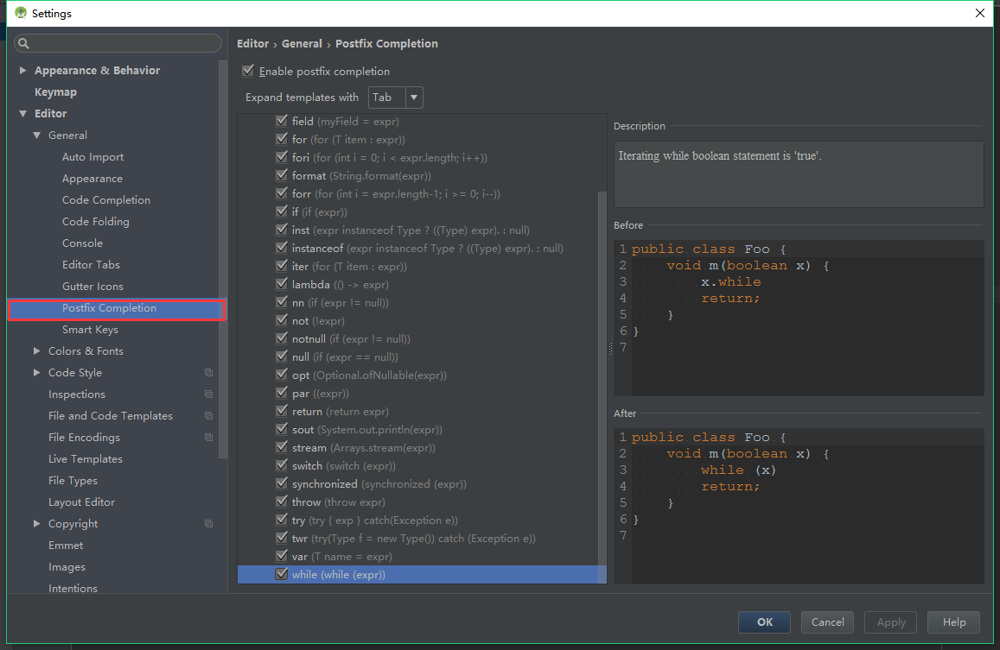 Settings
Appearance & Behavior
Keymap
Editor
General
Auto Import
Appearance
Code Completion
Code Folding
Console
Editor Tabs
Gutter Icons
Postfix Completion
Smart Keys
Colors & Fonts
Code Style
Inspections
File and Code Templates
File Encodings
Live Templates
File Types
Layout Editor
Copyright
Emmet
Images
Intentions
Editor › General › Postfix Completion
Enable postfix completion
Expand templates with Tab
field (myField = expr)
for (for (T item : expr))
fori (for (int i = 0; i < expr.length; i++))
format (String.format(expr))
forr (for (int i = expr.length-1; i >= 0; i--))
if (if (expr))
inst (expr instanceof Type ? ((Type) expr). : null)
instanceof (expr instanceof Type ? ((Type) expr). : null)
iter (for (T item : expr))
lambda (() -> expr)
nn (if (expr != null))
not (!expr)
notnull (if (expr != null))
null (if (expr == null))
opt (Optional.ofNullable(expr))
par ((expr))
return (return expr)
sout (System.out.println(expr))
stream (Arrays.stream(expr))
switch (switch (expr))
synchronized (synchronized (expr))
throw (throw expr)
try (try { exp } catch(Exception e))
twr (try(Type f = new Type()) catch (Exception e))
var (T name = expr)
while (while (expr))
Description
Iterating while boolean statement is 'true'.
Before
1 public class Foo {
2 void m(boolean x) {
3 x.while
4 return;
5 }
6 }
7
After
1 public class Foo {
2 void m(boolean x) {
3 while (x)
4 return;
5 }
6 }
7
OK
Cancel
Apply
Help